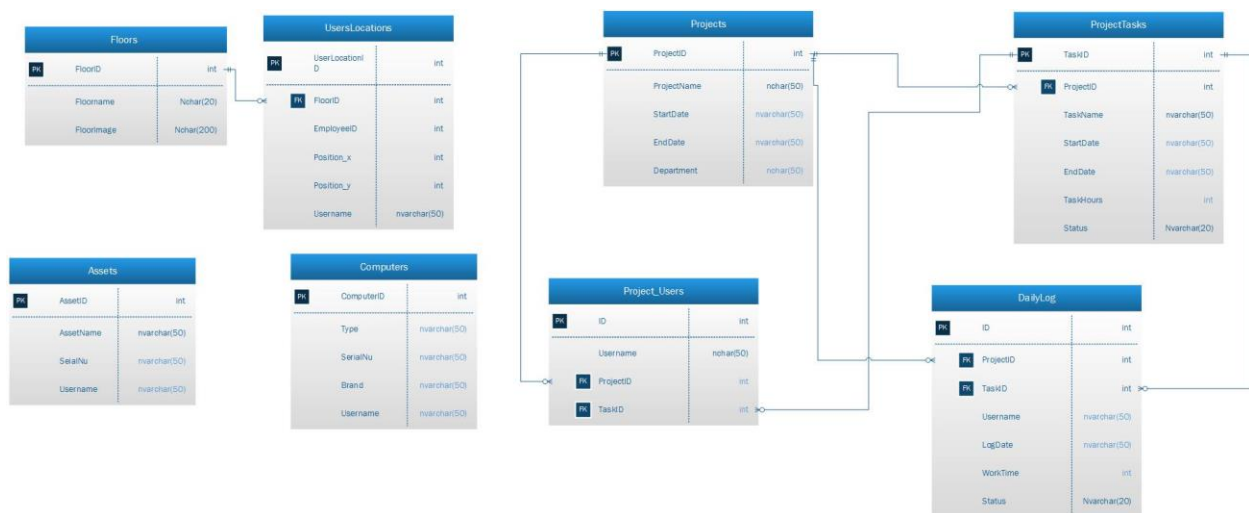 Floors
PK FloorID int
Floorname Nchar(20)
FloorImage Nchar(200)
UsersLocations
PK UserLocationI
D int
FK FloorID int
EmployeeID int
Position_x int
Position_y int
Username nvarchar(50)
Projects
PK ProjectID int
ProjectName nchar(50)
StartDate nvarchar(50)
EndDate nvarchar(50)
Department nchar(50)
ProjectTasks
PK TaskID int
FK ProjectID int
TaskName nvarchar(50)
StartDate nvarchar(50)
EndDate nvarchar(50)
TaskHours int
Status Nvarchar(20)
Assets
PK AssetID int
AssetName nvarchar(50)
SeialNu nvarchar(50)
Username nvarchar(50)
Computers
PK ComputerID int
Type nvarchar(50)
SerialNu nvarchar(50)
Brand nvarchar(50)
Username nvarchar(50)
Project_Users
PK ID int
Username nchar(50)
FK ProjectID int
FK TaskID int
DailyLog
PK ID int
FK ProjectID int
FK TaskID int
Username nvarchar(50)
LogDate nvarchar(50)
WorkTime int
Status Nvarchar(20)